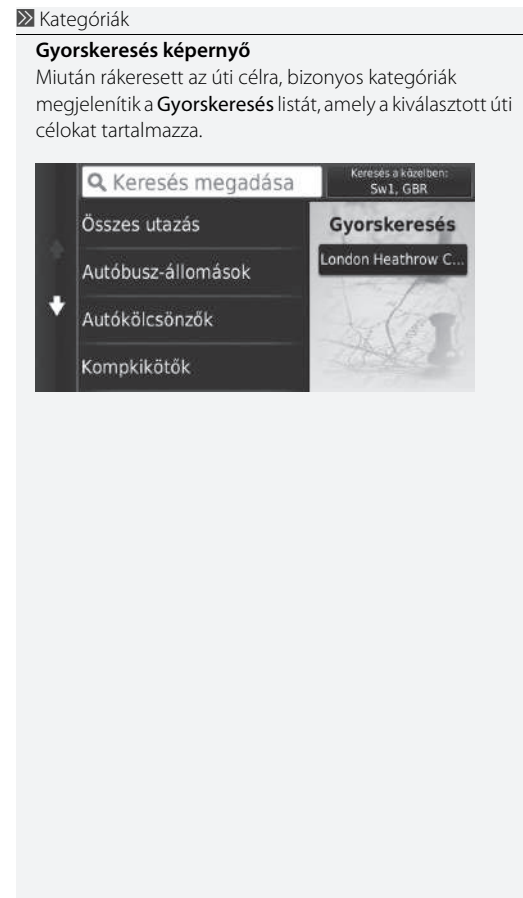 Kategóriák
Gyorskeresés képernyő
Miután rákeresett az úti célra, bizonyos kategóriák
megjelenítik a Gyorskeresés listát, amely a kiválasztott úti
célokat tartalmazza.
Keresés megadása
Keresés a közelben:
Sw1, GBR
Összes utazás
Autóbusz-állomások
Autókölcsönzők
Kompkikötők
Gyorskeresés
London Heathrow C...